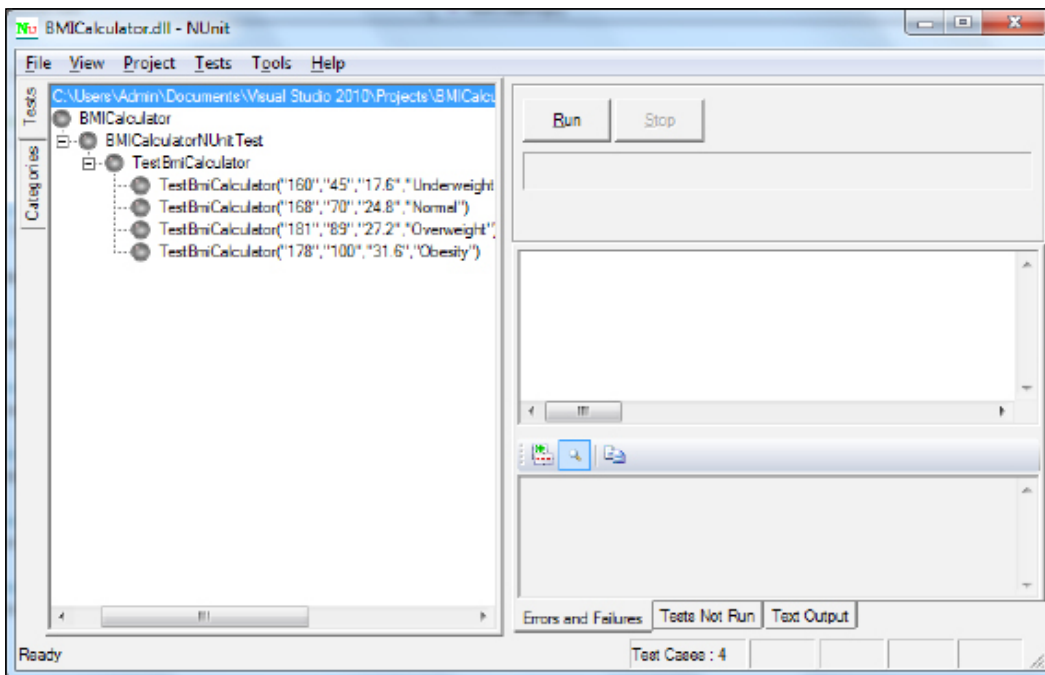 Nu BMICalculator.dll - NUnit
File View Project Tests Tools Help
Tests
Categories
C:\Users\Admin\Documents\Visual Studio 2010\Projects\BMICalcu
BMICalculator
BMICalculatorNUnitTest
TestBmiCalculator
TestBmiCalculator("160","45","17.6","Underweight
TestBmiCalculator("168","70","24.8","Normal")
TestBmiCalculator("181","89","27.2","Overweight")
TestBmiCalculator("178","100","31.6","Obesity")
Run Stop
Errors and Failures Tests Not Run Text Output
Ready
Test Cases : 4